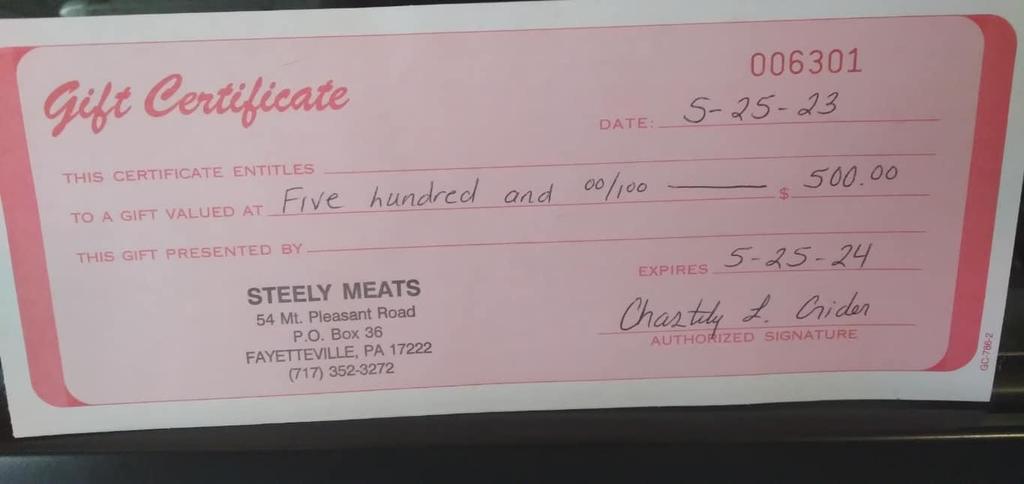 006301
Gift Certificate
DATE: 5-25-23
THIS CERTIFICATE ENTITLES
TO A GIFT VALUED AT Five hundred and 00/100 $ 500.00
THIS GIFT PRESENTED BY
EXPIRES 5-25-24
STEELY MEATS
54 Mt. Pleasant Road
P.O. Box 36
FAYETTEVILLE, PA 17222
(717) 352-3272
Chastity L. Crider
AUTHORIZED SIGNATURE
GC-786-2